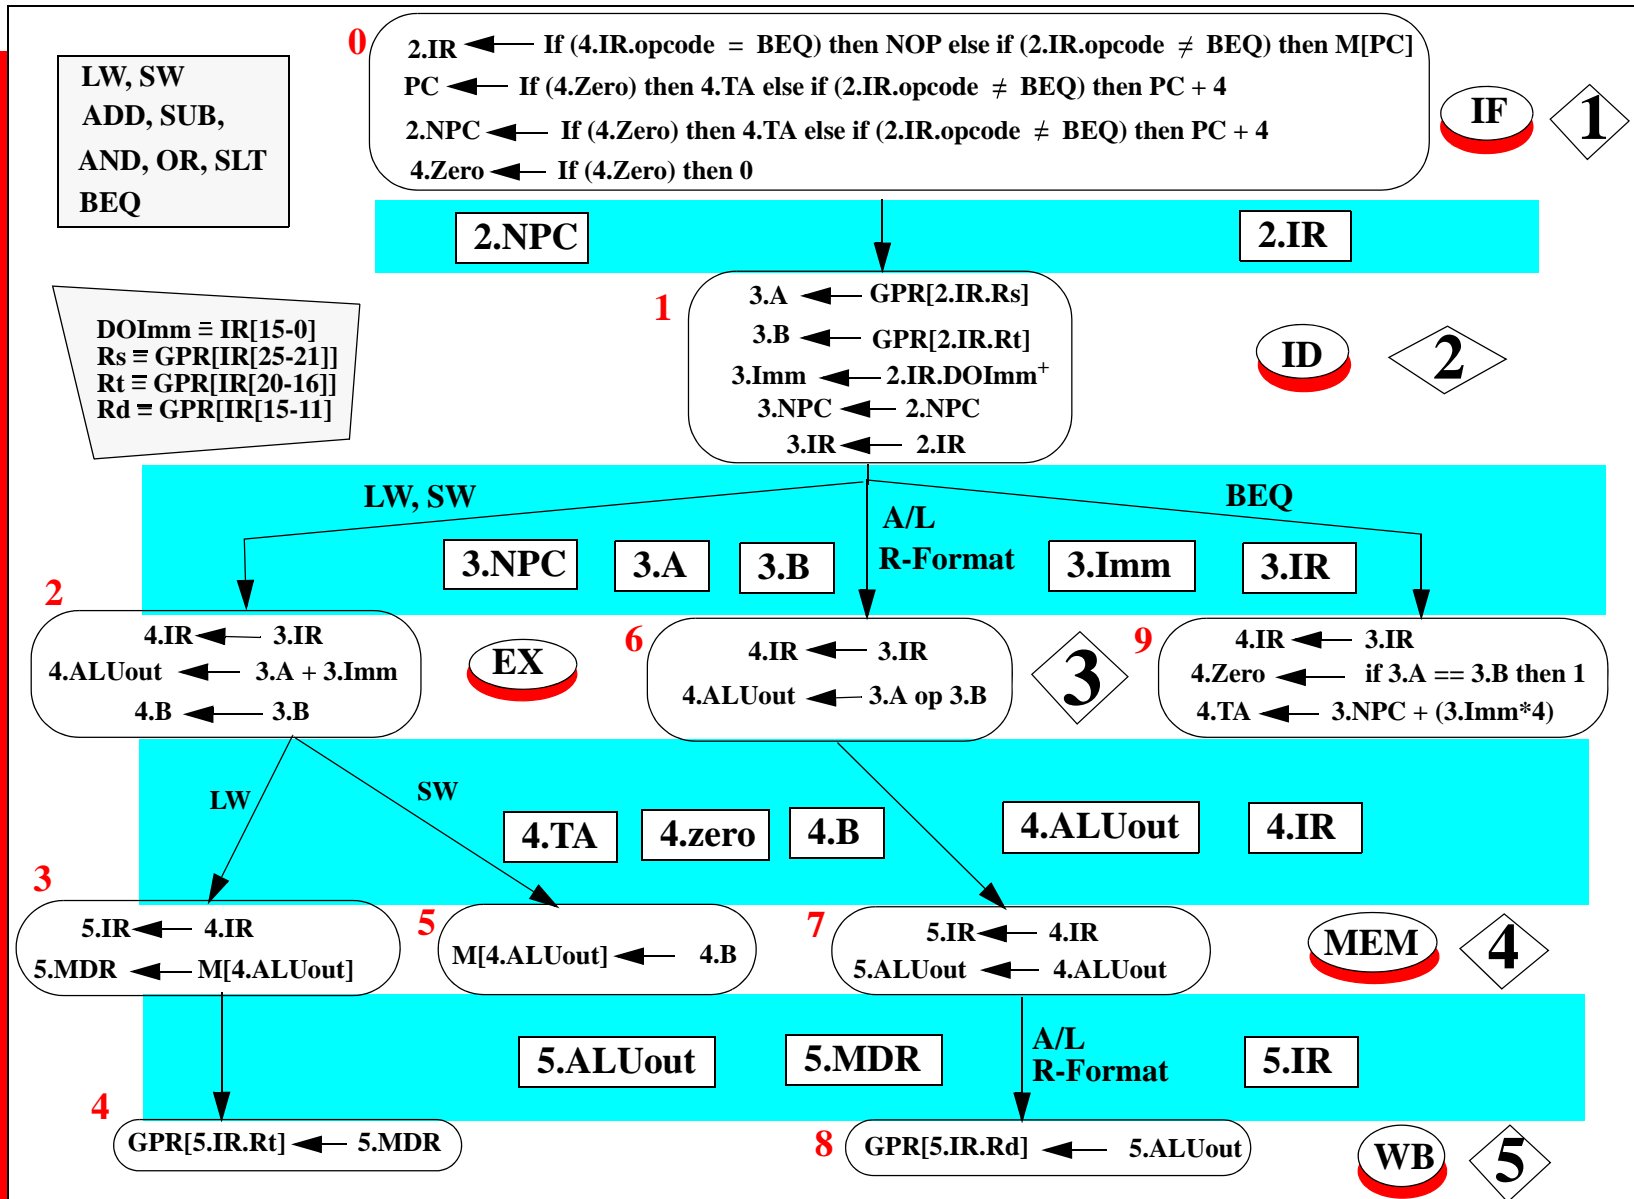 0
2.IR ← If (4.IR.opcode = BEQ) then NOP else if (2.IR.opcode ≠ BEQ) then M[PC]
PC ← If (4.Zero) then 4.TA else if (2.IR.opcode ≠ BEQ) then PC + 4
2.NPC ← If (4.Zero) then 4.TA else if (2.IR.opcode ≠ BEQ) then PC + 4
4.Zero ← If (4.Zero) then 0
IF
1
LW, SW
ADD, SUB,
AND, OR, SLT
BEQ
2.NPC
2.IR
1
3.A ← GPR[2.IR.Rs]
3.B ← GPR[2.IR.Rt]
3.Imm ← 2.IR.DOImm+
3.NPC ← 2.NPC
3.IR ← 2.IR
ID
2
DOImm ≡ IR[15-0]
Rs ≡ GPR[IR[25-21]]
Rt ≡ GPR[IR[20-16]]
Rd ≡ GPR[IR[15-11]
LW, SW
A/L
R-Format
BEQ
3.NPC
3.A
3.B
3.Imm
3.IR
2
4.IR ← 3.IR
4.ALUout ← 3.A + 3.Imm
4.B ← 3.B
EX
6
4.IR ← 3.IR
4.ALUout ← 3.A op 3.B
3
9
4.IR ← 3.IR
4.Zero ← if 3.A == 3.B then 1
4.TA ← 3.NPC + (3.Imm*4)
LW
SW
4.TA
4.zero
4.B
4.ALUout
4.IR
3
5.IR ← 4.IR
5.MDR ← M[4.ALUout]
5
M[4.ALUout] ← 4.B
7
5.IR ← 4.IR
5.ALUout ← 4.ALUout
MEM
4
5.ALUout
5.MDR
A/L
R-Format
5.IR
4
GPR[5.IR.Rt] ← 5.MDR
8
GPR[5.IR.Rd] ← 5.ALUout
WB
5